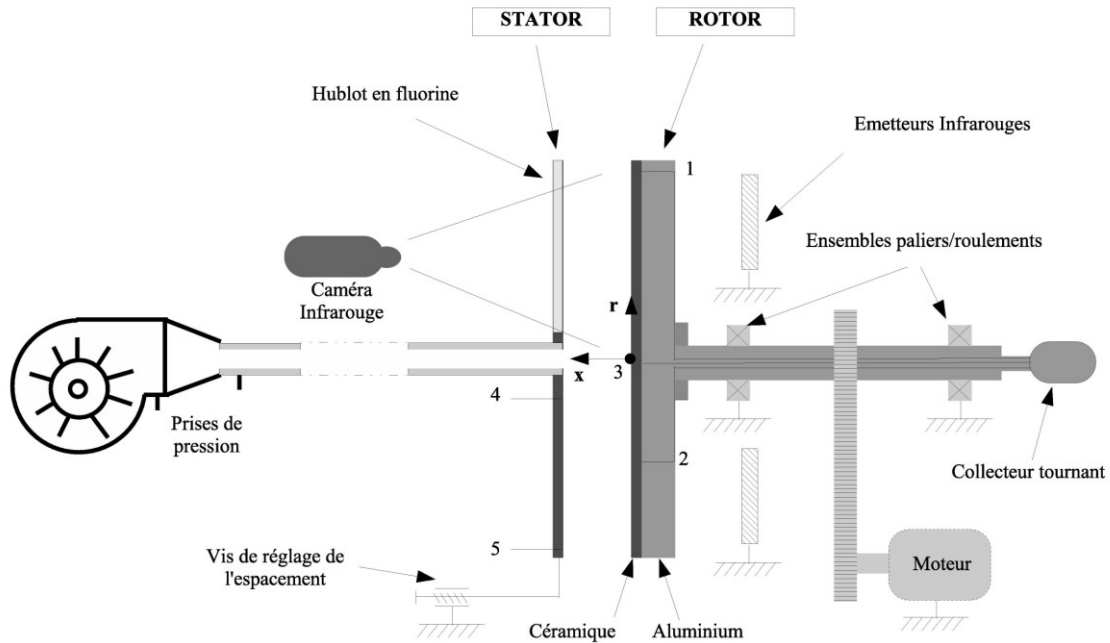 STATOR
ROTOR
Hublot en fluorine
Emetteurs Infrarouges
1
Ensembles paliers/roulements
Caméra
Infrarouge
r
x
3
4
Prises de
pression
2
Collecteur tournant
5
Vis de réglage de
l'espacement
Moteur
Céramique
Aluminium